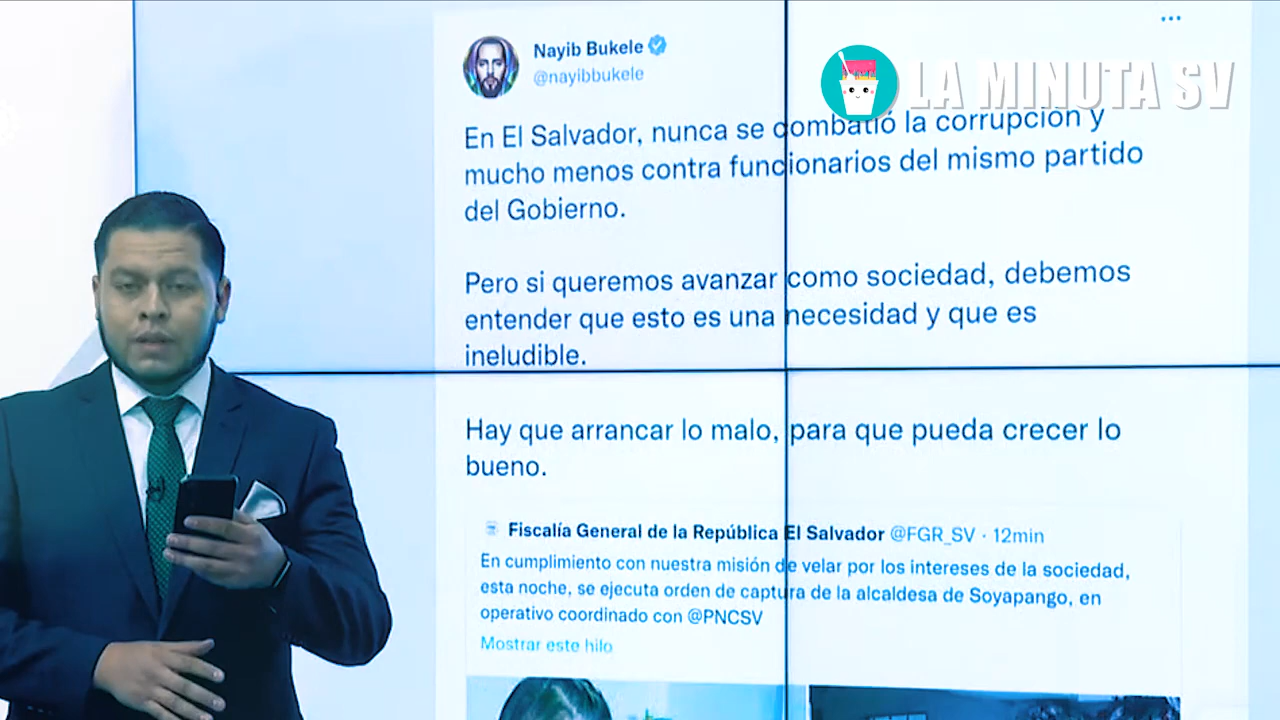 Nayib Bukele
@nayibbukele
LA MINUTA SV
En El Salvador, nunca se combatió la corrupción y
mucho menos contra funcionarios del mismo partido
del Gobierno.
Pero si queremos avanzar como sociedad, debemos
entender que esto es una necesidad y que es
ineludible.
Hay que arrancar lo malo, para que pueda crecer lo
bueno.
Fiscalía General de la República El Salvador @FGR_SV · 12min
En cumplimiento con nuestra misión de velar por los intereses de la sociedad,
esta noche, se ejecuta orden de captura de la alcaldesa de Soyapango, en
operativo coordinado con @PNCSV
Mostrar este hilo